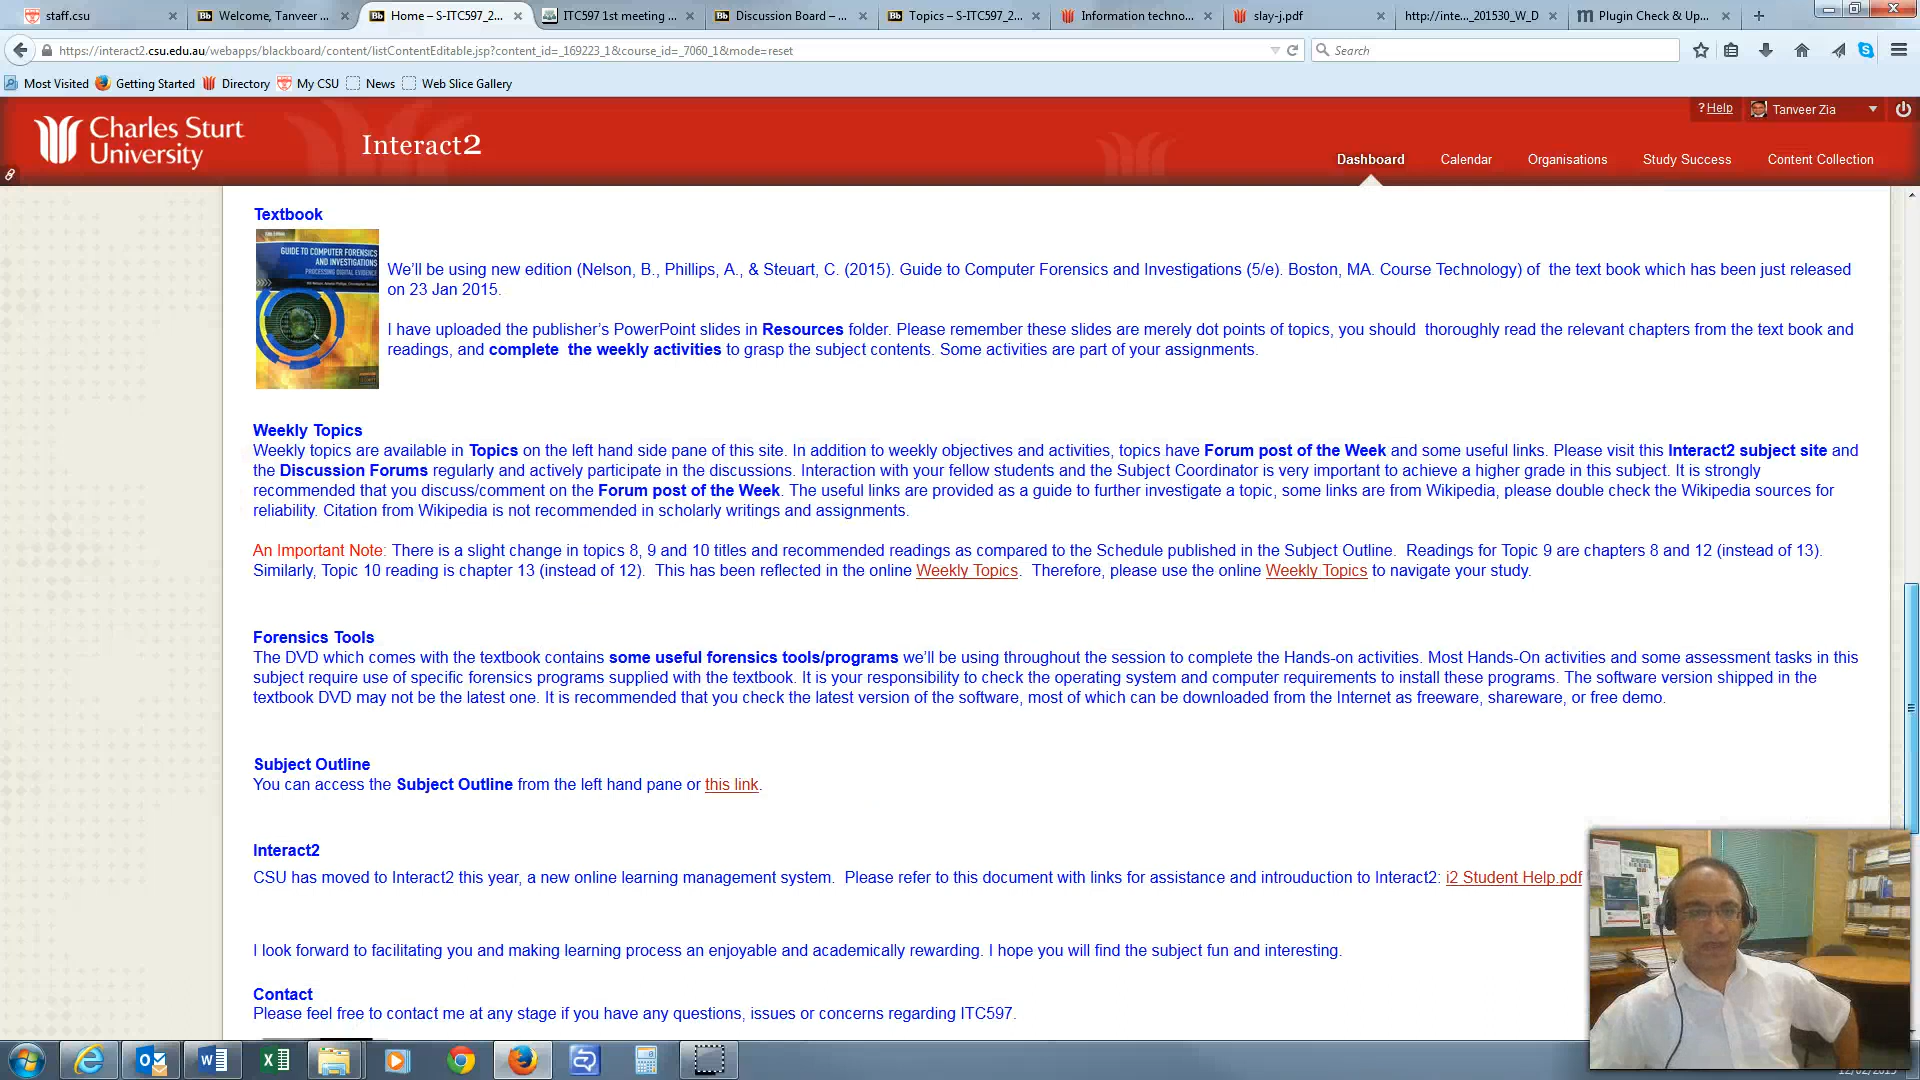 staff.csu
Welcome, Tanveer ...
Home – S-ITC597_2...
ITC597 1st meeting ...
Discussion Board – ...
Topics – S-ITC597_2...
Information techno...
slay-j.pdf
http://inte..._201530_W_D
Plugin Check & Up...
https://interact2.csu.edu.au/webapps/blackboard/content/listContentEditable.jsp?content_id=_169223_1&course_id=_7060_1&mode=reset
Search
Most Visited Getting Started Directory My CSU News Web Slice Gallery
? Help Tanveer Zia
Charles Sturt
University
Interact2
Dashboard Calendar Organisations Study Success Content Collection
Textbook
GUIDE TO COMPUTER FORENSICS
AND INVESTIGATIONS
PROCESSING DIGITAL EVIDENCE
We'll be using new edition (Nelson, B., Phillips, A., & Steuart, C. (2015). Guide to Computer Forensics and Investigations (5/e). Boston, MA. Course Technology) of the text book which has been just released
on 23 Jan 2015.
I have uploaded the publisher's PowerPoint slides in Resources folder. Please remember these slides are merely dot points of topics, you should thoroughly read the relevant chapters from the text book and
readings, and complete the weekly activities to grasp the subject contents. Some activities are part of your assignments.
Weekly Topics
Weekly topics are available in Topics on the left hand side pane of this site. In addition to weekly objectives and activities, topics have Forum post of the Week and some useful links. Please visit this Interact2 subject site and
the Discussion Forums regularly and actively participate in the discussions. Interaction with your fellow students and the Subject Coordinator is very important to achieve a higher grade in this subject. It is strongly
recommended that you discuss/comment on the Forum post of the Week. The useful links are provided as a guide to further investigate a topic, some links are from Wikipedia, please double check the Wikipedia sources for
reliability. Citation from Wikipedia is not recommended in scholarly writings and assignments.
An Important Note: There is a slight change in topics 8, 9 and 10 titles and recommended readings as compared to the Schedule published in the Subject Outline. Readings for Topic 9 are chapters 8 and 12 (instead of 13).
Similarly, Topic 10 reading is chapter 13 (instead of 12). This has been reflected in the online Weekly Topics. Therefore, please use the online Weekly Topics to navigate your study.
Forensics Tools
The DVD which comes with the textbook contains some useful forensics tools/programs we'll be using throughout the session to complete the Hands-on activities. Most Hands-On activities and some assessment tasks in this
subject require use of specific forensics programs supplied with the textbook. It is your responsibility to check the operating system and computer requirements to install these programs. The software version shipped in the
textbook DVD may not be the latest one. It is recommended that you check the latest version of the software, most of which can be downloaded from the Internet as freeware, shareware, or free demo.
Subject Outline
You can access the Subject Outline from the left hand pane or this link.
Interact2
CSU has moved to Interact2 this year, a new online learning management system. Please refer to this document with links for assistance and introuduction to Interact2: i2 Student Help.pdf
I look forward to facilitating you and making learning process an enjoyable and academically rewarding. I hope you will find the subject fun and interesting.
Contact
Please feel free to contact me at any stage if you have any questions, issues or concerns regarding ITC597.